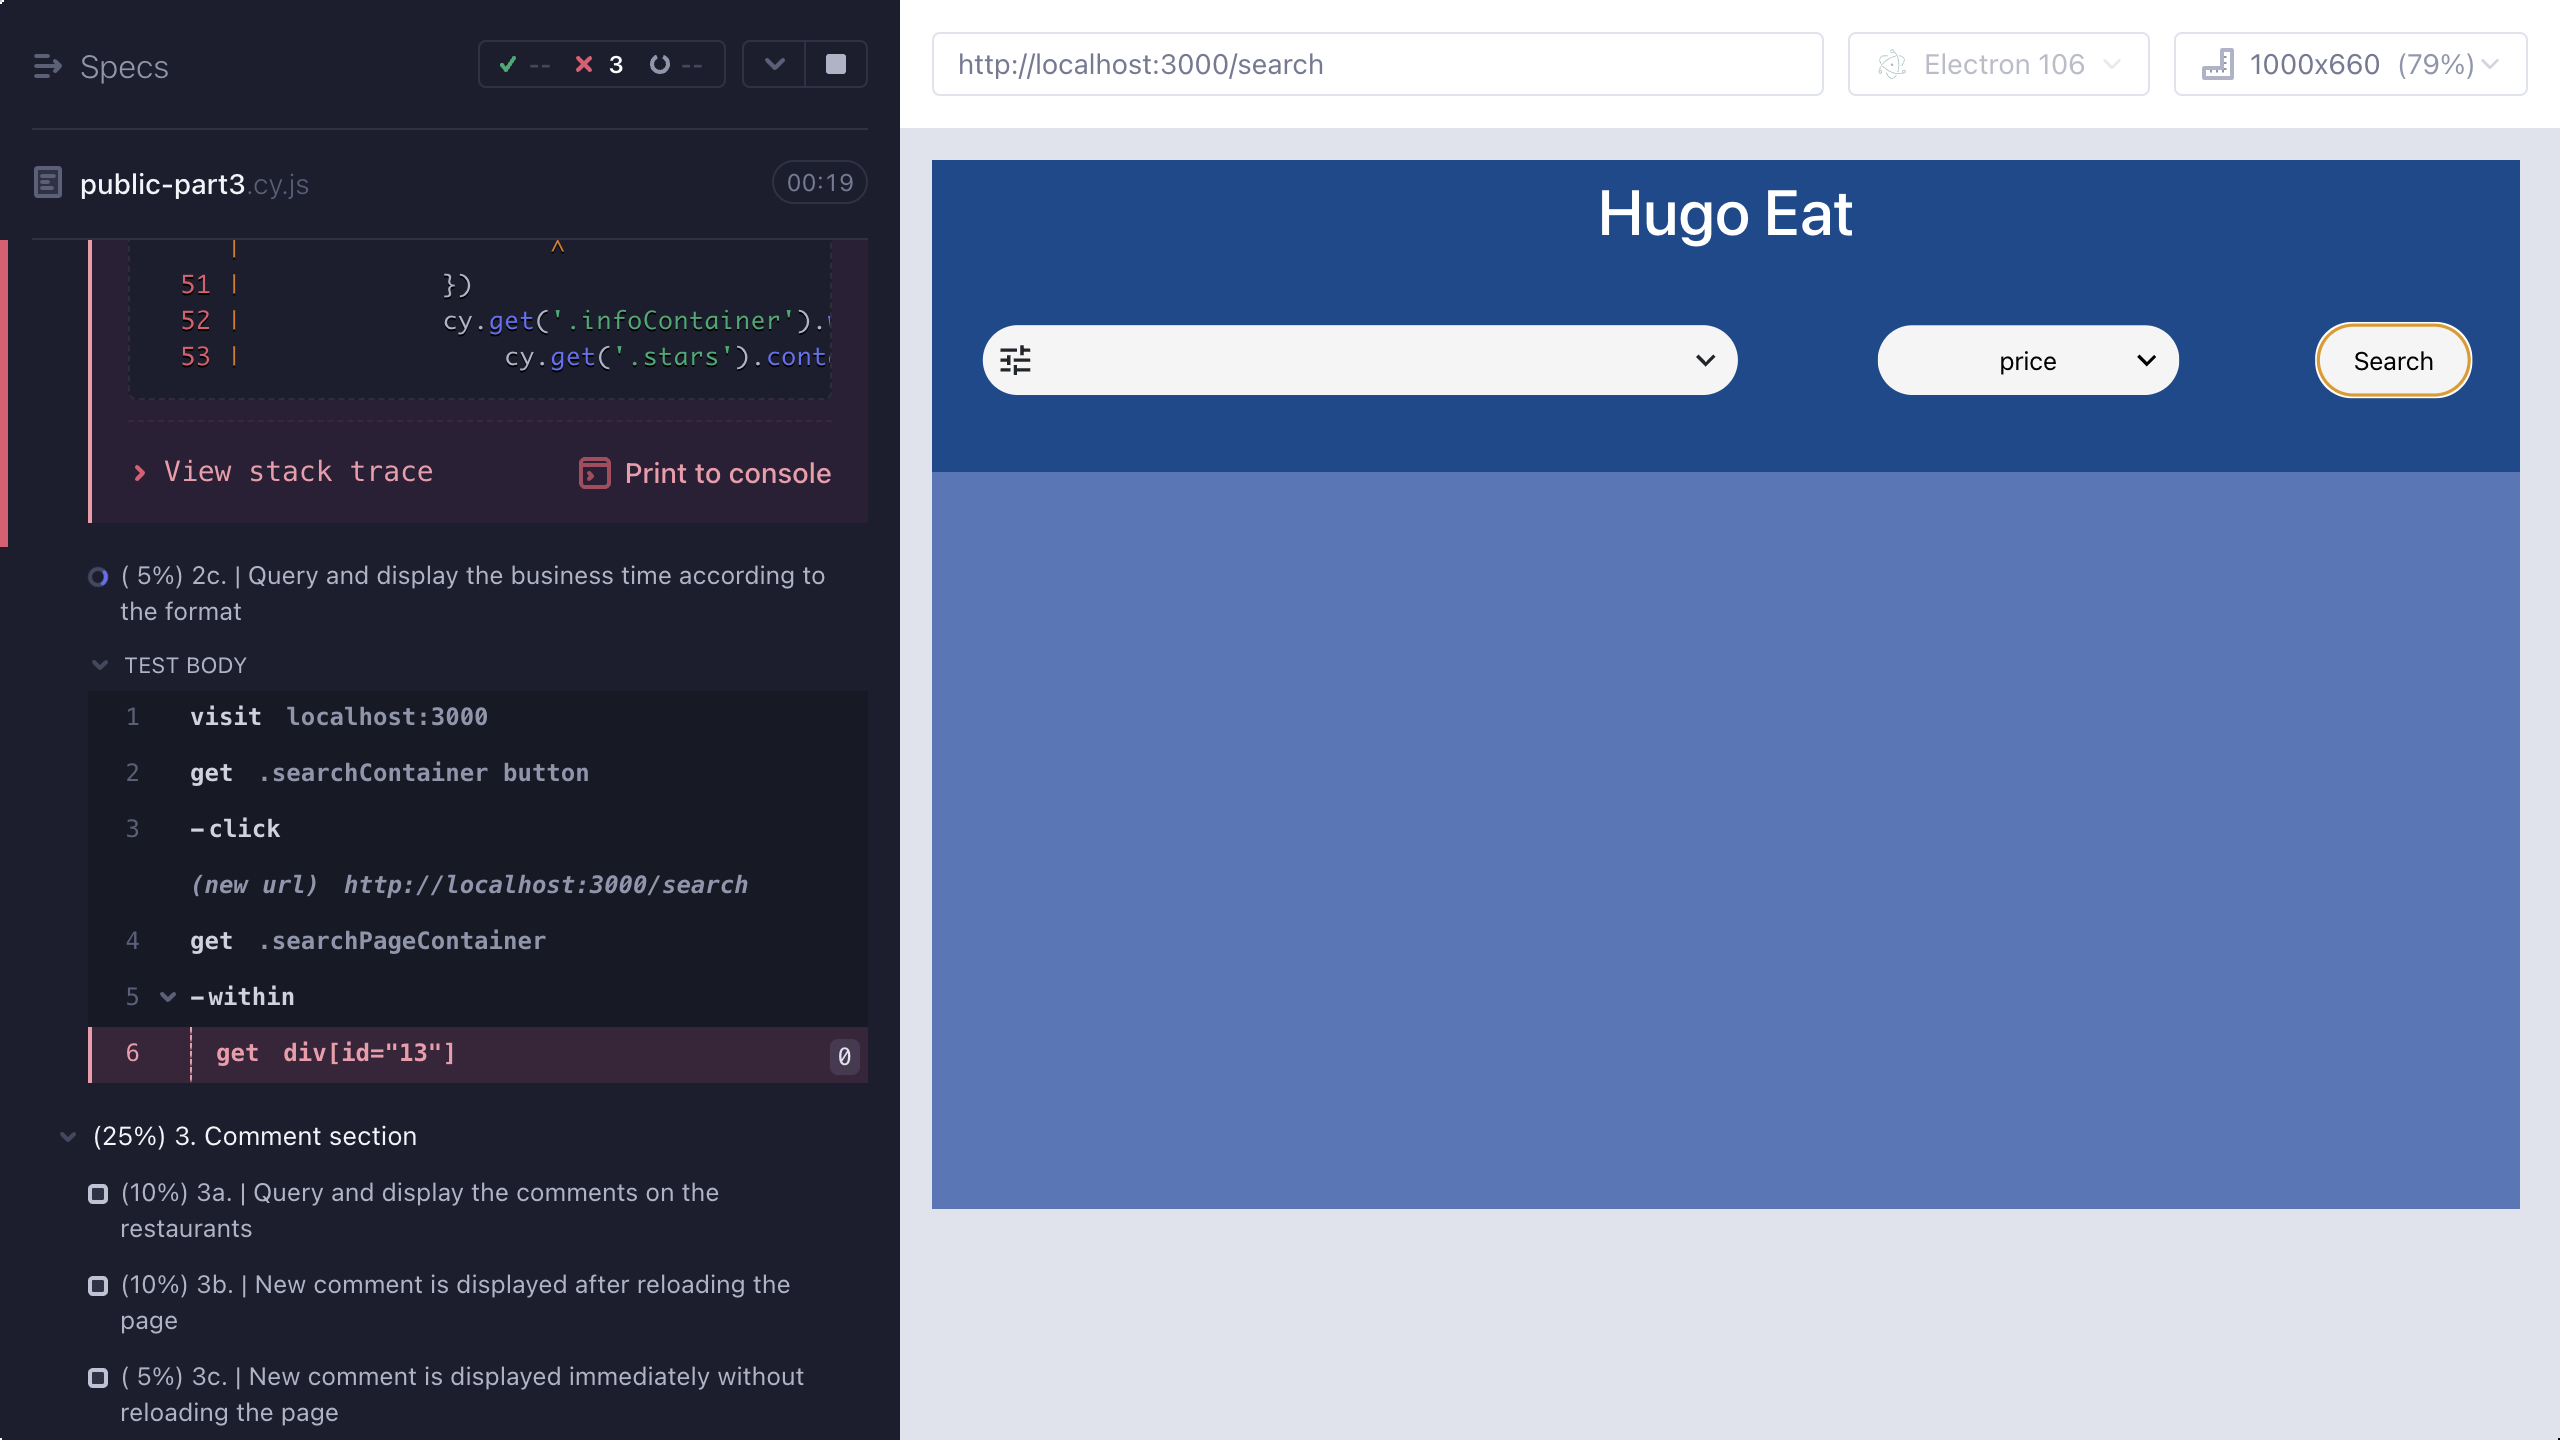 Specs
-- 3 --
public-part3.cy.js
00:19
| ^
51 | })
52 | cy.get('.infoContainer').
53 | cy.get('.stars').cont
View stack trace
Print to console
( 5%) 2c. | Query and display the business time according to
the format
TEST BODY
1 visit localhost:3000
2 get .searchContainer button
3 -click
(new url) http://localhost:3000/search
4 get .searchPageContainer
5 -within
6 get div[id="13"] 0
(25%) 3. Comment section
(10%) 3a. | Query and display the comments on the
restaurants
(10%) 3b. | New comment is displayed after reloading the
page
( 5%) 3c. | New comment is displayed immediately without
reloading the page
http://localhost:3000/search
Electron 106
1000x660 (79%)
Hugo Eat
price
Search